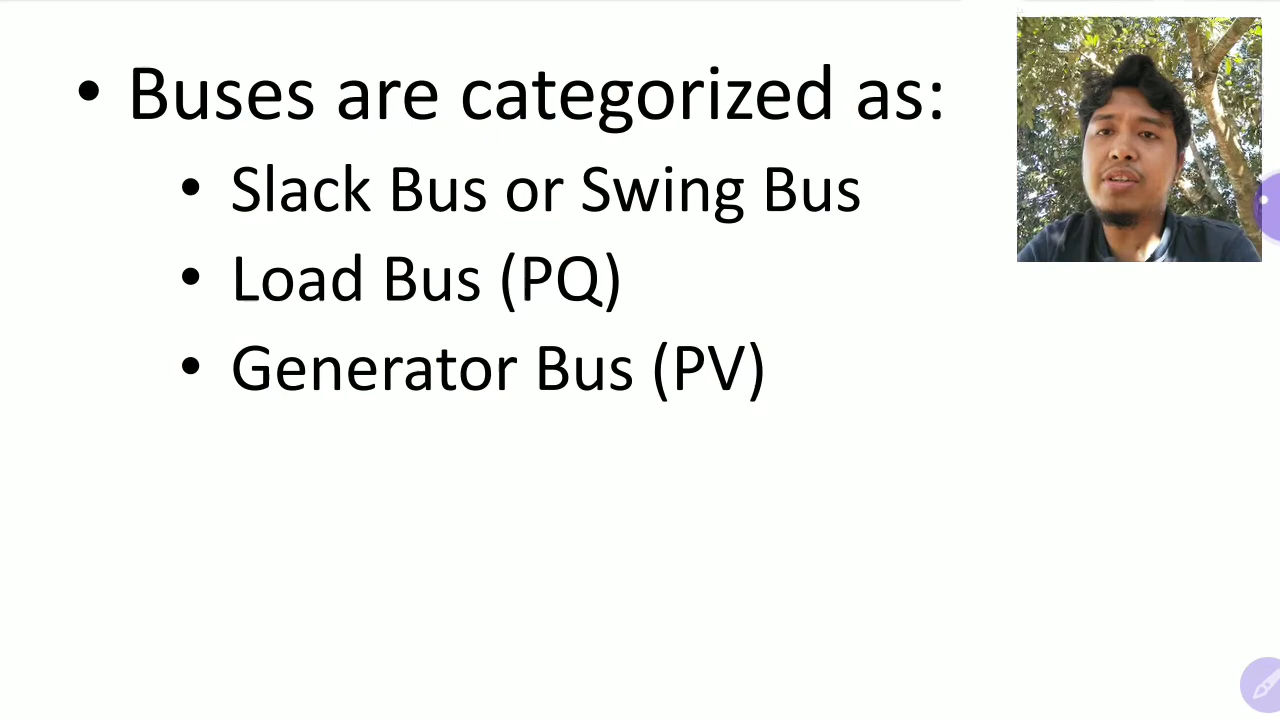 • Buses are categorized as:
• Slack Bus or Swing Bus
• Load Bus (PQ)
• Generator Bus (PV)